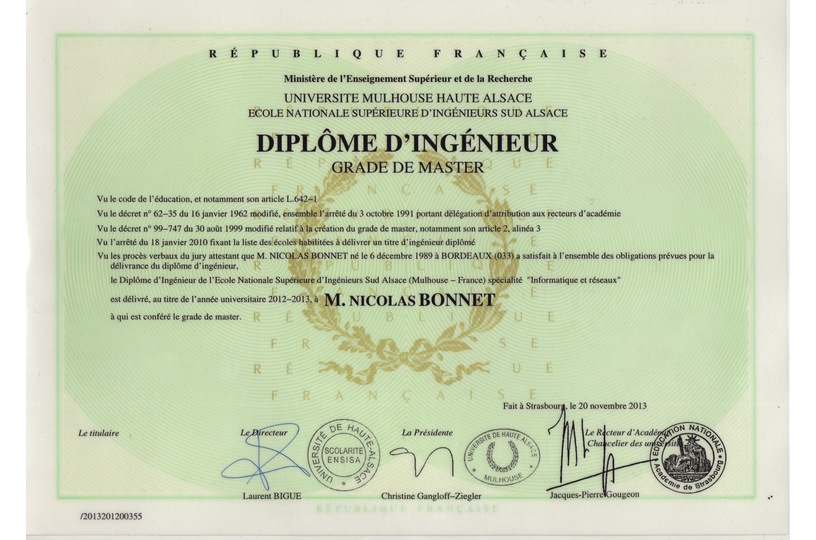 RÉPUBLIQUE FRANÇAISE
Ministère de l'Enseignement Supérieur et de la Recherche
UNIVERSITE MULHOUSE HAUTE ALSACE
ECOLE NATIONALE SUPÉRIEURE D'INGÉNIEURS SUD ALSACE
DIPLÔME D'INGÉNIEUR
GRADE DE MASTER
Vu le code de l'éducation, et notamment son article L.642-1
Vu le décret n° 62-35 du 16 janvier 1962 modifié, ensemble l'arrêté du 3 octobre 1991 portant délégation d'attribution aux recteurs d'académie
Vu le décret n° 99-747 du 30 août 1999 modifié relatif à la création du grade de master, notamment son article 2, alinéa 3
Vu l'arrêté du 18 janvier 2010 fixant la liste des écoles habilitées à délivrer un titre d'ingénieur diplômé
Vu les procès verbaux du jury attestant que M. NICOLAS BONNET né le 6 décembre 1989 à BORDEAUX (033) a satisfait à l'ensemble des obligations prévues pour la
délivrance du diplôme d'ingénieur,
le Diplôme d'Ingénieur de l'Ecole Nationale Supérieure d'Ingénieurs Sud Alsace (Mulhouse – France) spécialité "Informatique et réseaux"
est délivré, au titre de l'année universitaire 2012-2013, à M. NICOLAS BONNET
à qui est conféré le grade de master.
Fait à Strasbourg, le 20 novembre 2013
Le titulaire
Le Directeur
La Présidente
Le Recteur d'Académie
Chancelier des universités
UNIVERSITÉ DE HAUTE-ALSACE
SCOLARITÉ
ENSISA
UNIVERSITÉ DE HAUTE ALSACE
MULHOUSE
EDUCATION NATIONALE
Académie de Strasbourg
Laurent BIGUE
Christine Gangloff-Ziegler
Jacques-Pierre Gougeon
RÉPUBLIQUE FRANÇAISE
/2013201200355